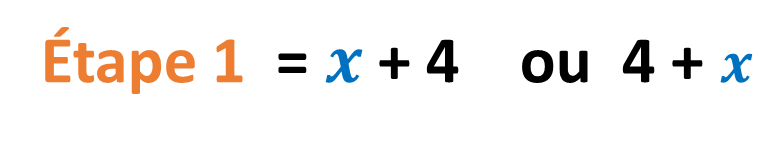 Étape 1 = x + 4 ou 4 + x